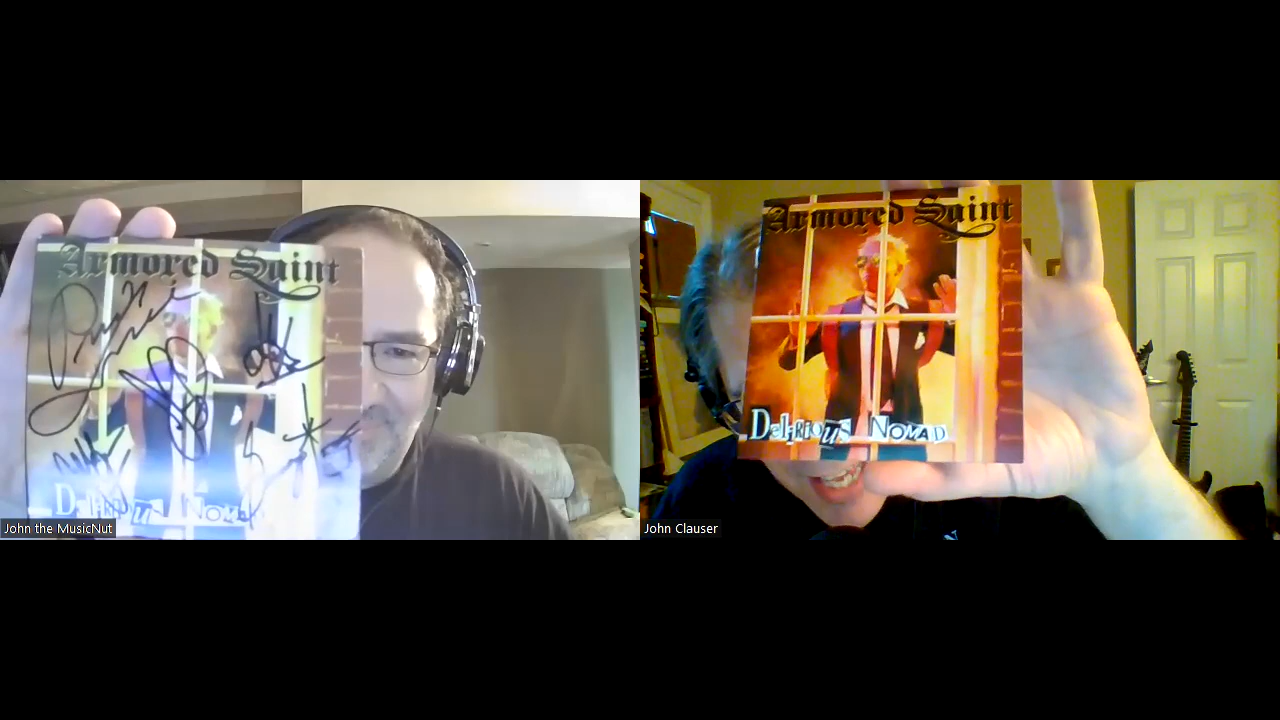 Armored Saint
Delirious Nomad
John the MusicNut
Armored Saint
Delirious Nomad
John Clauser